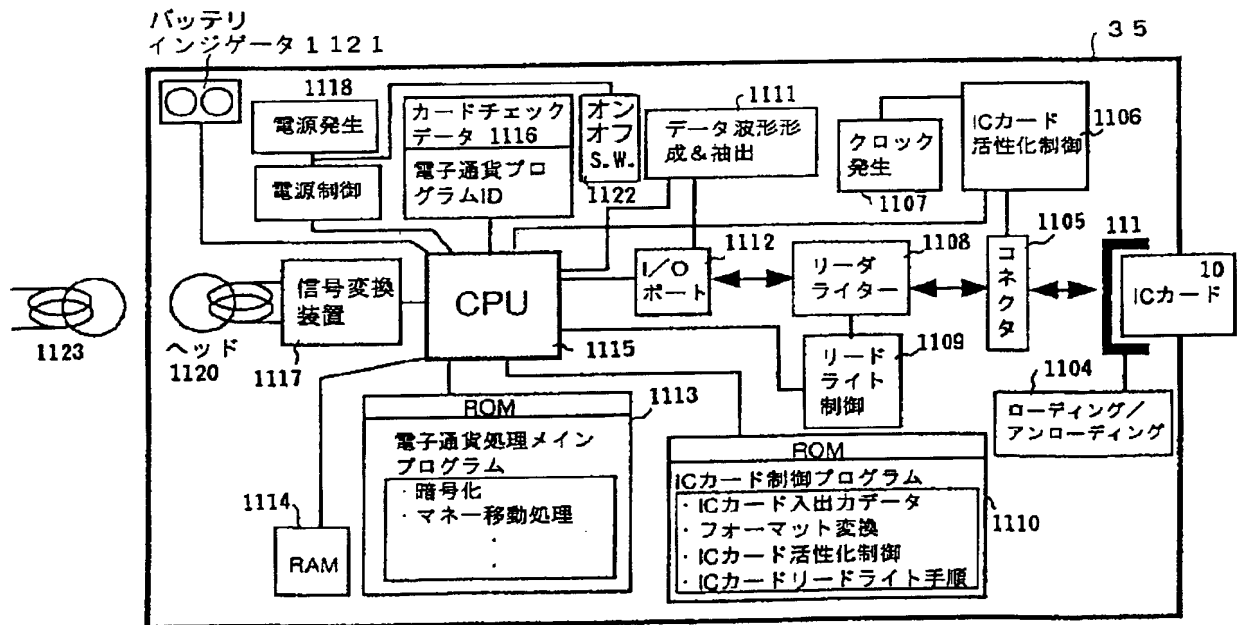 バッテリ
インジゲータ1121
35
1118
電源発生
電源制御
カードチェック
データ 1116
電子通貨プロ
グラムID
オン
オフ
S.W.
1122
1111
データ波形形
成&抽出
クロック
発生
1107
ICカード
活性化制御
1106
1105
コネクタ
111
10
ICカード
1112
I/O
ポート
1108
リーダ
ライター
1109
リード
ライト
制御
1104
ローディング/
アンローディング
1123
ヘッド
1120
信号変換
装置
1117
CPU
1115
1114
RAM
ROM
1113
電子通貨処理メイン
プログラム
・暗号化
・マネー移動処理
・
・
ROM
1110
ICカード制御プログラム
・ICカード入出力データ
・フォーマット変換
・ICカード活性化制御
・ICカードリードライト手順